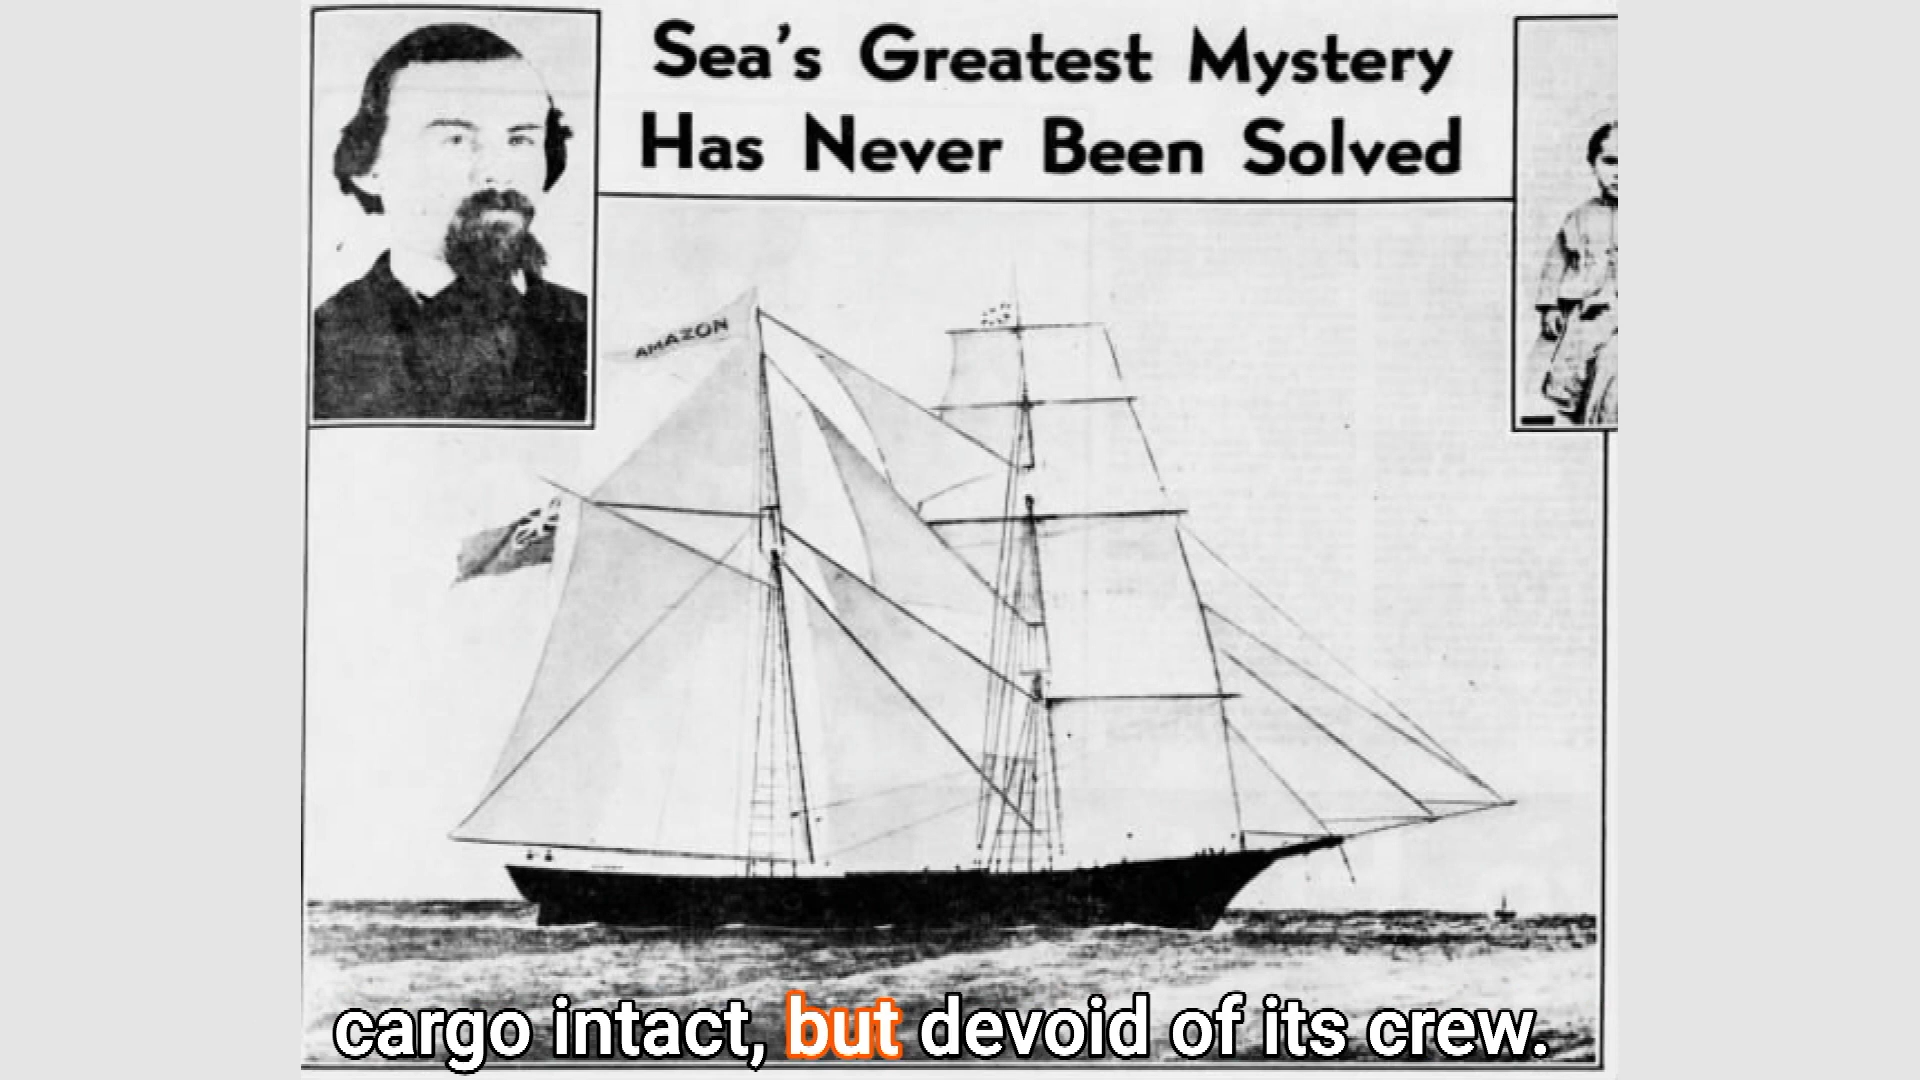 Sea's Greatest Mystery
Has Never Been Solved
AMAZON
cargo intact, but devoid of its crew.